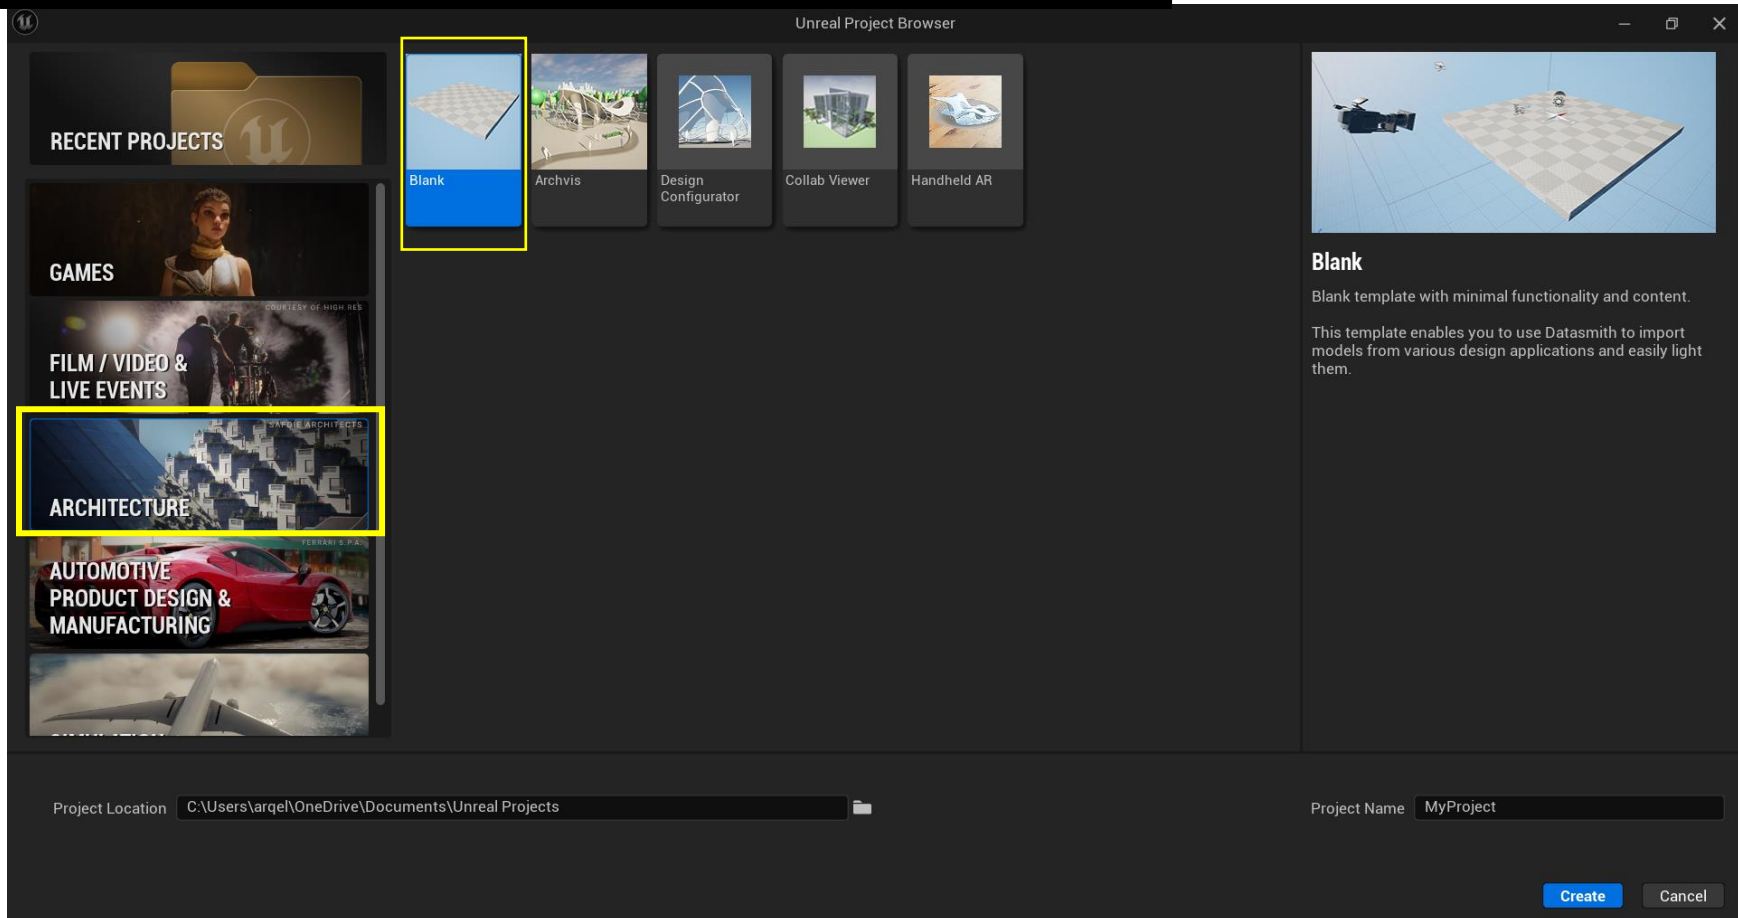 Unreal Project Browser
RECENT PROJECTS
GAMES
COURTESY OF HIGH RES
FILM / VIDEO &
LIVE EVENTS
SAFDIE ARCHITECTS
ARCHITECTURE
FERRARI S.P.A.
AUTOMOTIVE
PRODUCT DESIGN &
MANUFACTURING
SIMULATION
Blank
Archvis
Design
Configurator
Collab Viewer
Handheld AR
Blank
Blank template with minimal functionality and content.
This template enables you to use Datasmith to import
models from various design applications and easily light
them.
Project Location
C:\Users\arqel\OneDrive\Documents\Unreal Projects
Project Name
MyProject
Create
Cancel